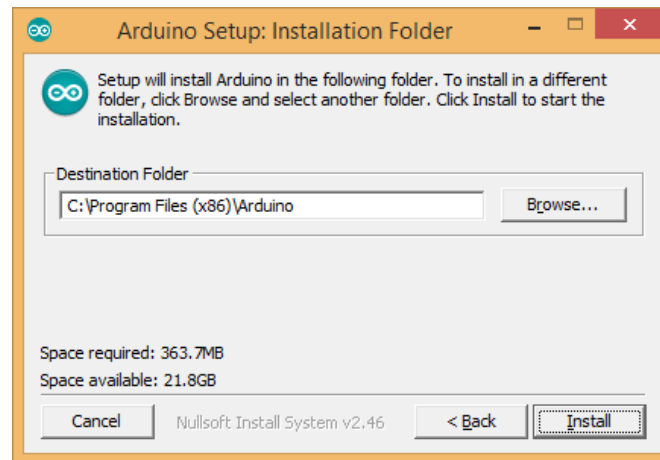 Arduino Setup: Installation Folder
Setup will install Arduino in the following folder. To install in a different
folder, click Browse and select another folder. Click Install to start the
installation.
Destination Folder
C:\Program Files (x86)\Arduino
Browse...
Space required: 363.7MB
Space available: 21.8GB
Cancel
Nullsoft Install System v2.46
< Back
Install